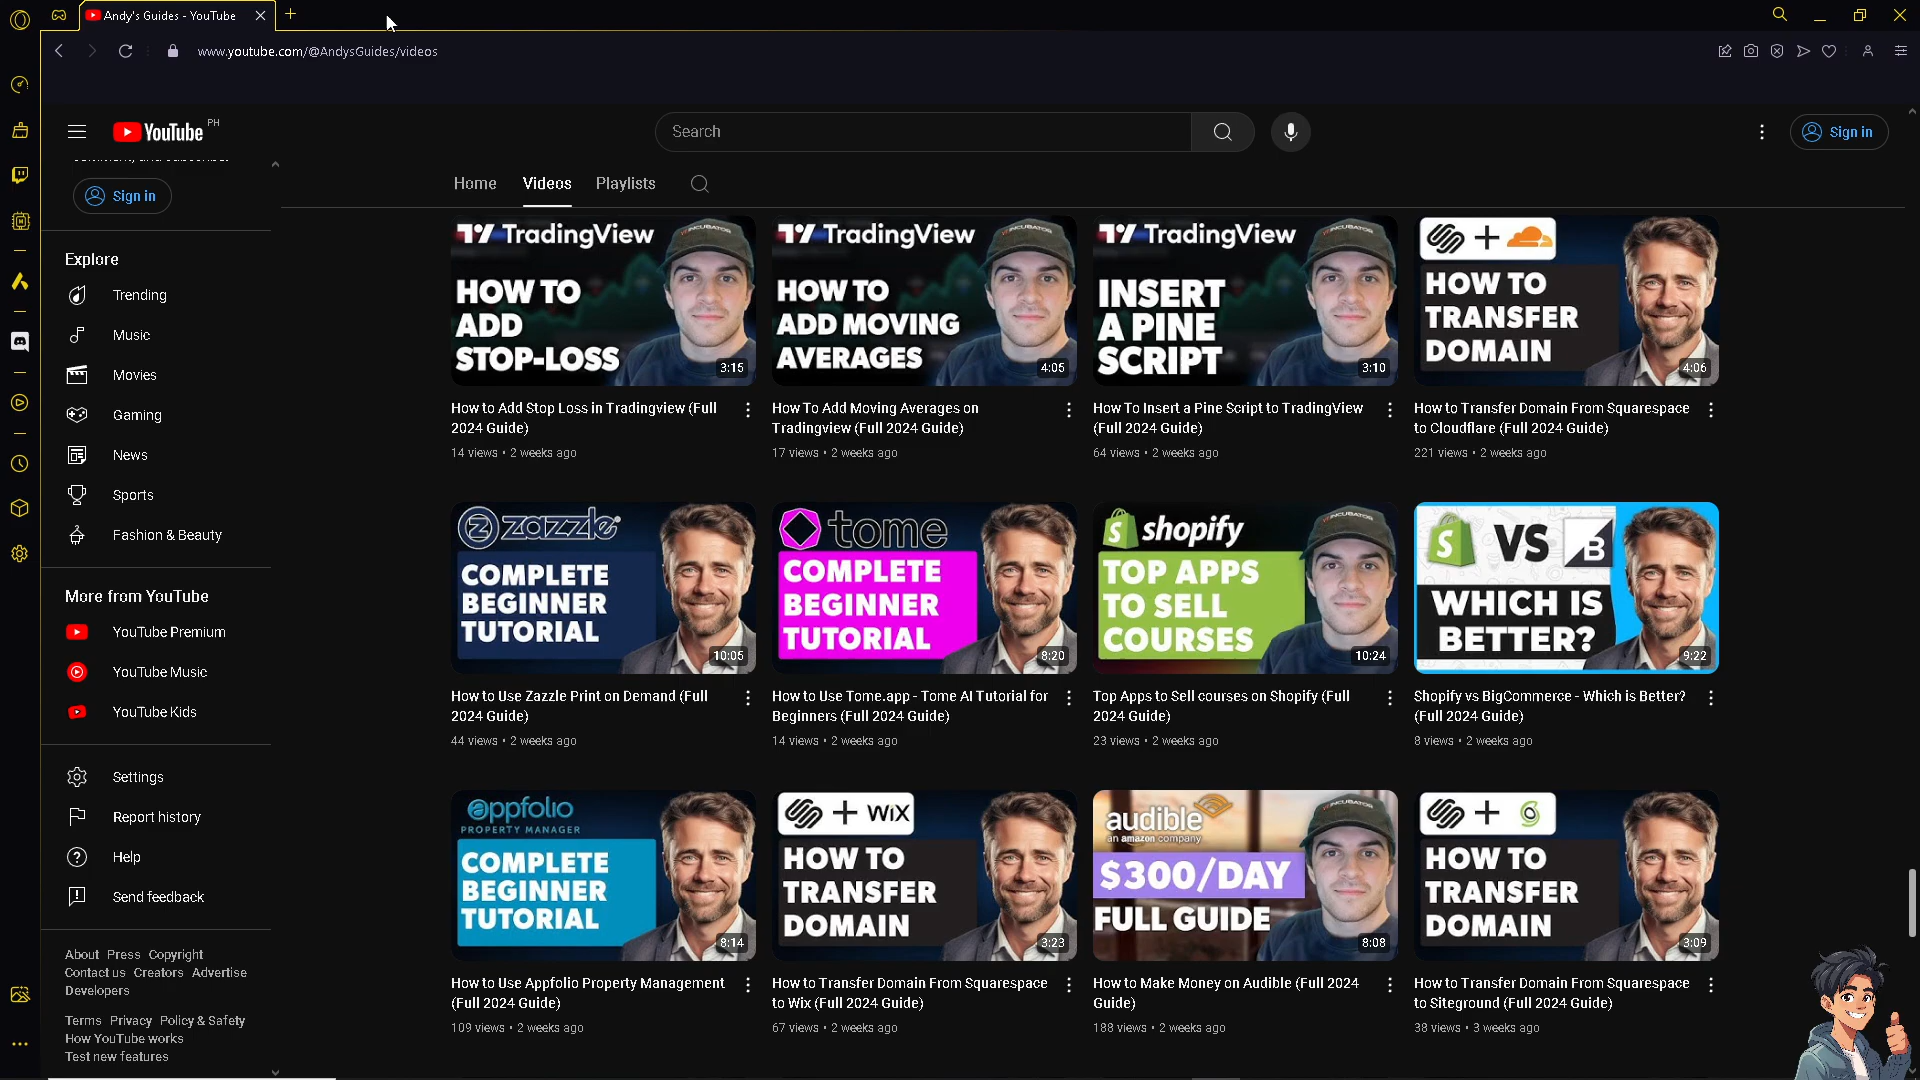 Andy's Guides - YouTube
www.youtube.com/@AndysGuides/videos
YouTube PH
Search
Sign in
Sign in
Home Videos Playlists
Explore
Trending
Music
Movies
Gaming
News
Sports
Fashion & Beauty
More from YouTube
YouTube Premium
YouTube Music
YouTube Kids
Settings
Report history
Help
Send feedback
About Press Copyright
Contact us Creators Advertise
Developers
Terms Privacy Policy & Safety
How YouTube works
Test new features
TradingView
HOW TO
ADD
STOP-LOSS
3:15
How to Add Stop Loss in Tradingview (Full
2024 Guide)
14 views • 2 weeks ago
TradingView
HOW TO
ADD MOVING
AVERAGES
4:05
How To Add Moving Averages on
Tradingview (Full 2024 Guide)
17 views • 2 weeks ago
TradingView
INSERT
A PINE
SCRIPT
3:10
How To Insert a Pine Script to TradingView
(Full 2024 Guide)
64 views • 2 weeks ago
+
HOW TO
TRANSFER
DOMAIN
4:06
How to Transfer Domain From Squarespace
to Cloudflare (Full 2024 Guide)
221 views • 2 weeks ago
zazzle
COMPLETE
BEGINNER
TUTORIAL
10:05
How to Use Zazzle Print on Demand (Full
2024 Guide)
44 views • 2 weeks ago
tome
COMPLETE
BEGINNER
TUTORIAL
8:20
How to Use Tome.app - Tome AI Tutorial for
Beginners (Full 2024 Guide)
14 views • 2 weeks ago
shopify
TOP APPS
TO SELL
COURSES
10:24
Top Apps to Sell courses on Shopify (Full
2024 Guide)
23 views • 2 weeks ago
S VS B
WHICH IS
BETTER?
9:22
Shopify vs BigCommerce - Which is Better?
(Full 2024 Guide)
8 views • 2 weeks ago
appfolio
PROPERTY MANAGER
COMPLETE
BEGINNER
TUTORIAL
8:14
How to Use Appfolio Property Management
(Full 2024 Guide)
109 views • 2 weeks ago
+ WIX
HOW TO
TRANSFER
DOMAIN
3:23
How to Transfer Domain From Squarespace
to Wix (Full 2024 Guide)
67 views • 2 weeks ago
audible
an amazon company
$300/DAY
FULL GUIDE
8:08
How to Make Money on Audible (Full 2024
Guide)
188 views • 2 weeks ago
+
HOW TO
TRANSFER
DOMAIN
3:09
How to Transfer Domain From Squarespace
to Siteground (Full 2024 Guide)
38 views • 3 weeks ago